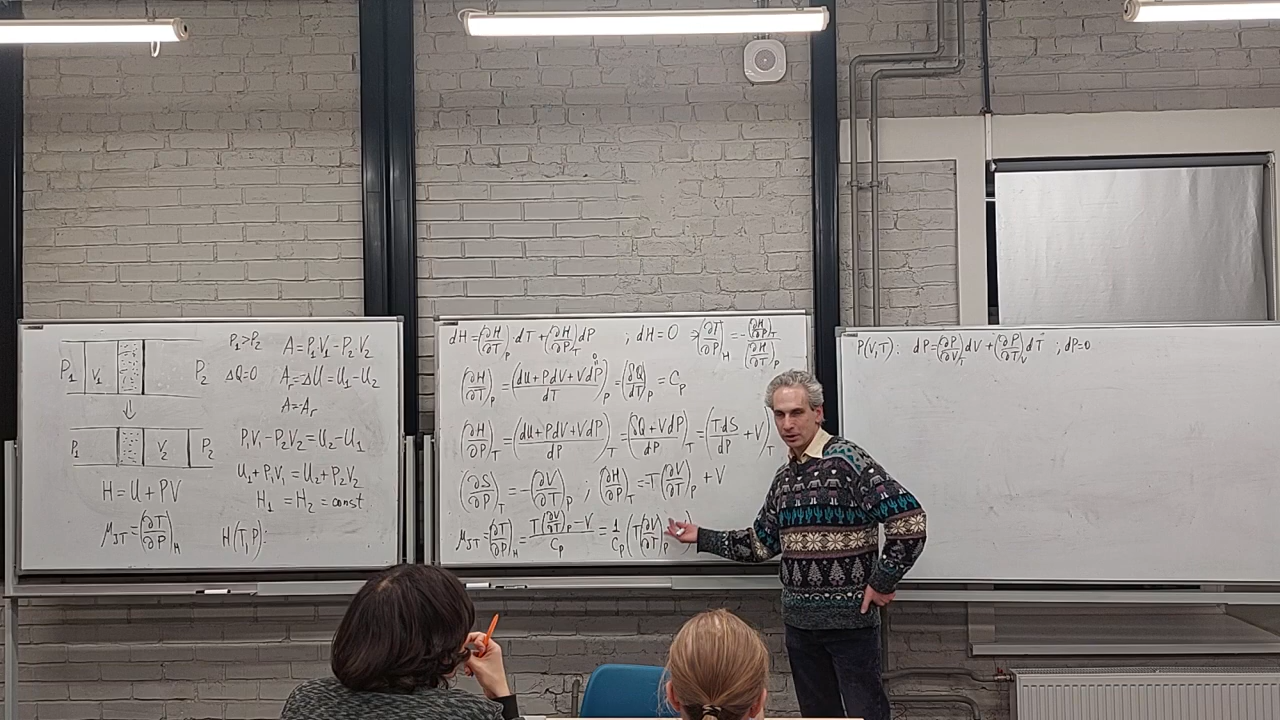 P₁ V₁ P₂
⇓
P₁ V₂ P₂
H = U + PV
μ_JT = (∂T/∂P)_H
P₁>P₂
ΔQ=0
A = P₁V₁ - P₂V₂
A_r = ΔU = U₁ - U₂
A = -A_r
P₁V₁ - P₂V₂ = U₂ - U₁
U₁ + P₁V₁ = U₂ + P₂V₂
H₁ = H₂ = const
H(T,P):
dH = (∂H/∂T)_P dT + (∂H/∂P)_T dP ; dH = 0 ⇒ (∂T/∂P)_H = - (∂H/∂P)_T / (∂H/∂T)_P
(∂H/∂T)_P = ((dU + PdV + VdP)/dT)_P = (δQ/dT)_P = C_P
(∂H/∂P)_T = ((dU + PdV + VdP)/dP)_T = ((δQ + VdP)/dP)_T = (TdS/dP + V)_T
(∂S/∂P)_T = -(∂V/∂T)_P ; (∂H/∂P)_T = -T(∂V/∂T)_P + V
μ_JT = (∂T/∂P)_H = (T(∂V/∂T)_P - V)/C_P = 1/C_P (T(∂V/∂T)_P
P(V,T): dP = (∂P/∂V)_T dV + (∂P/∂T)_V dT ; dP=0